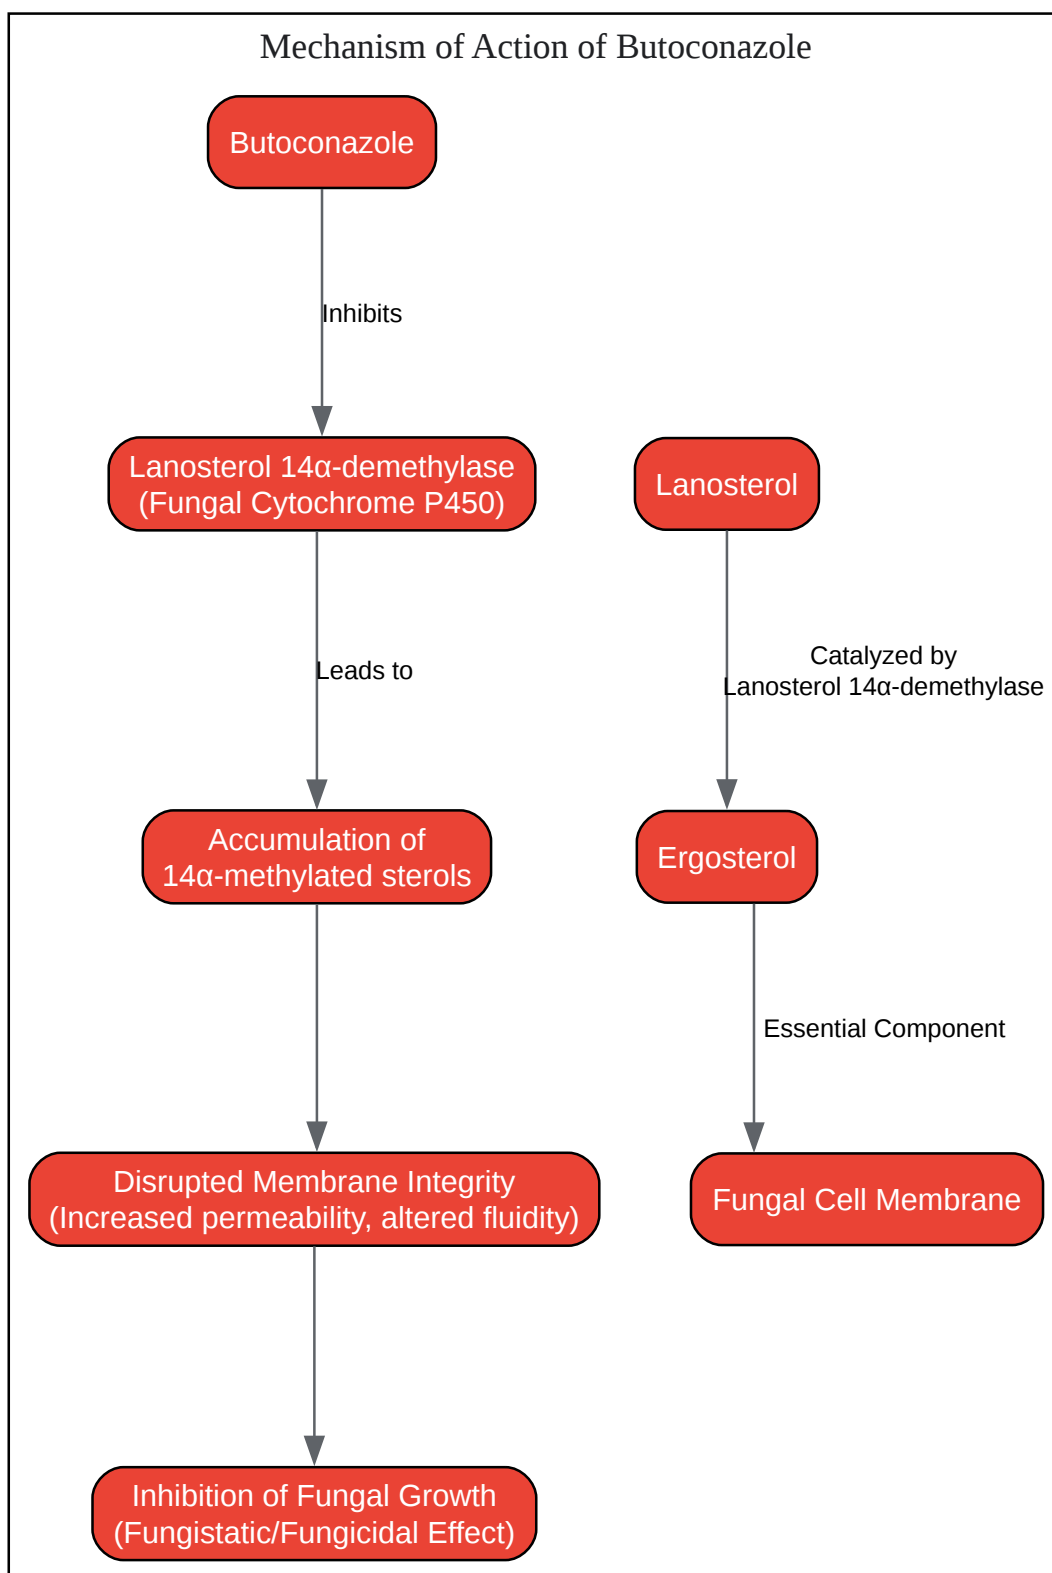 Mechanism of Action of Butoconazole
Butoconazole
Inhibits
Lanosterol 14α-demethylase
(Fungal Cytochrome P450)
Lanosterol
Leads to
Catalyzed by
Lanosterol 14α-demethylase
Accumulation of
14α-methylated sterols
Ergosterol
Essential Component
Disrupted Membrane Integrity
(Increased permeability, altered fluidity)
Fungal Cell Membrane
Inhibition of Fungal Growth
(Fungistatic/Fungicidal Effect)